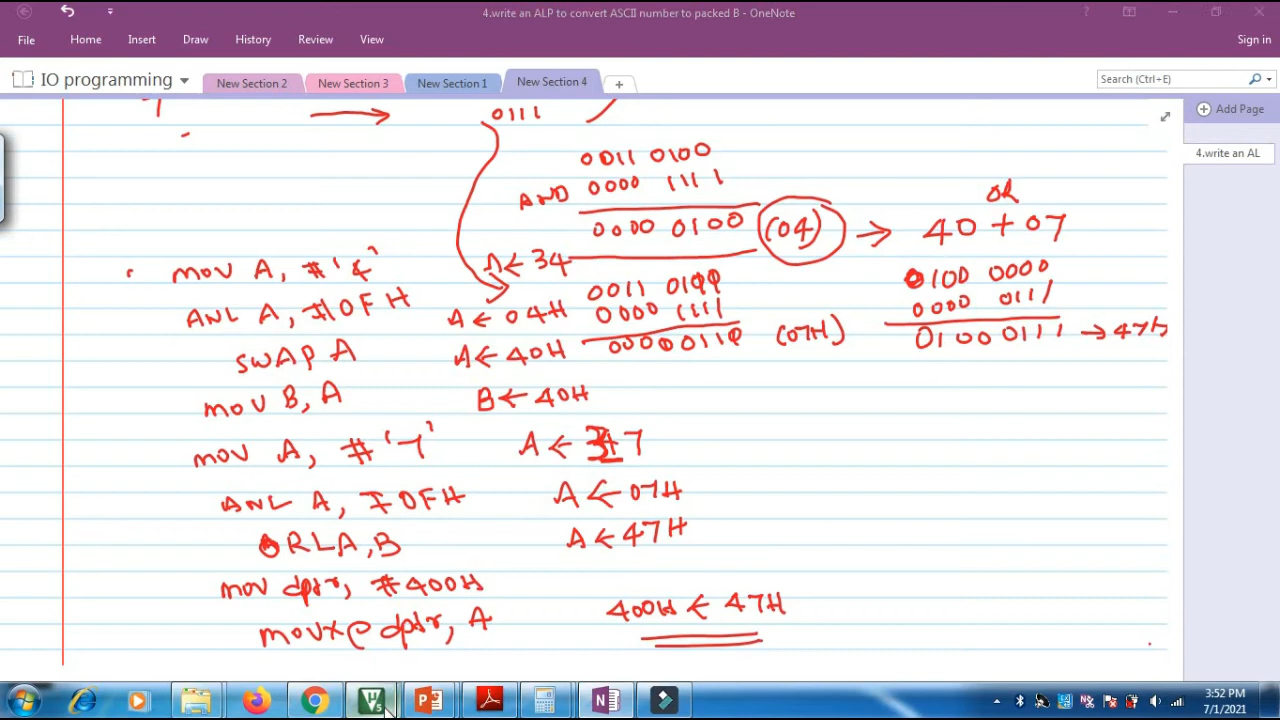 4.write an ALP to convert ASCII number to packed B - OneNote
File Home Insert Draw History Review View Sign in
IO programming New Section 2 New Section 3 New Section 1 New Section 4 + Search (Ctrl+E)
Add Page
4.write an AL
0111
0011 0100
AND 0000 1111
0000 0100 (04) → 40 + 07
OR
A ← 34
mov A, #'4'
0011 0111
0100 0000
ANL A, #0FH A ← 04H
0000 1111
0000 0111
0000 0110 (07H)
01000111 → 47H
SWAP A A ← 40H
mov B, A B ← 40H
mov A, #'7' A ← 37
ANL A, #0FH A ← 07H
ORL A, B A ← 47H
mov dptr, #400H
400H ← 47H
movx @ dptr, A
3:52 PM
7/1/2021